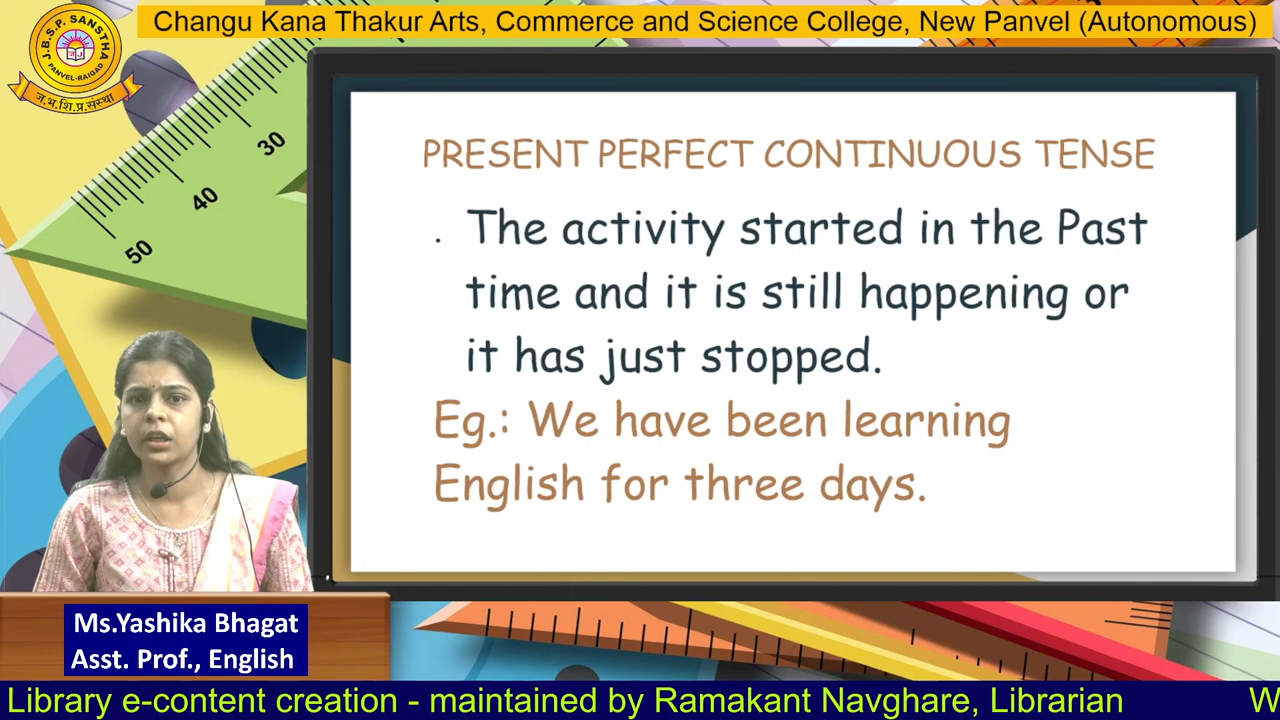 Changu Kana Thakur Arts, Commerce and Science College, New Panvel (Autonomous)
J.B.S.P. SANSTHA
PANVEL-RAIGAD
ज.भ.शि.प्र.संस्था
30
40
50
PRESENT PERFECT CONTINUOUS TENSE
. The activity started in the Past
time and it is still happening or
it has just stopped.
Eg.: We have been learning
English for three days.
Ms.Yashika Bhagat
Asst. Prof., English
Library e-content creation - maintained by Ramakant Navghare, Librarian W